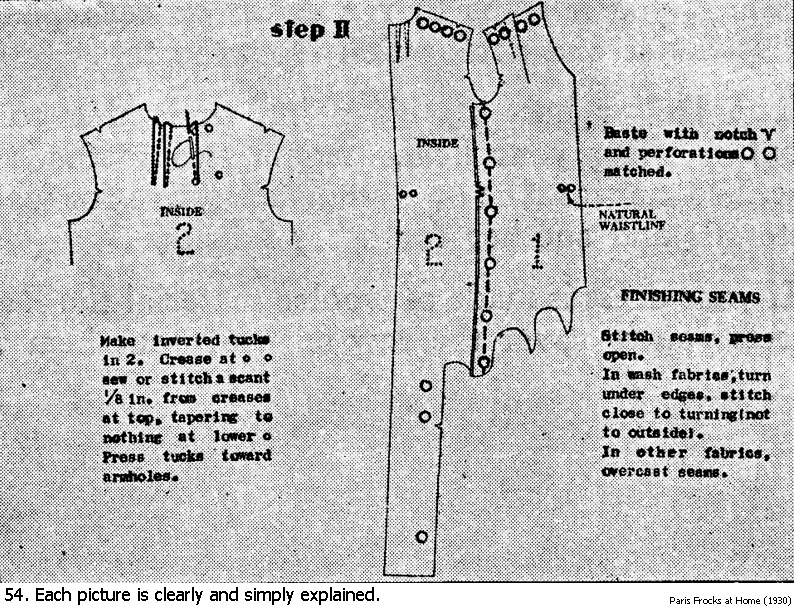 step II
INSIDE
2
Make inverted tucks
in 2. Crease at o o
sew or stitch a scant
1/8 in. from creases
at top, tapering to
nothing at lower o
Press tucks toward
armholes.
INSIDE
2
1
Baste with notch V
and perforations O O
matched.
NATURAL
WAISTLINE
FINISHING SEAMS
Stitch seams, press
open.
In wash fabrics, turn
under edges, stitch
close to turning (not
to outside).
In other fabrics,
overcast seams.
54. Each picture is clearly and simply explained.
Paris Frocks at Home (1930)